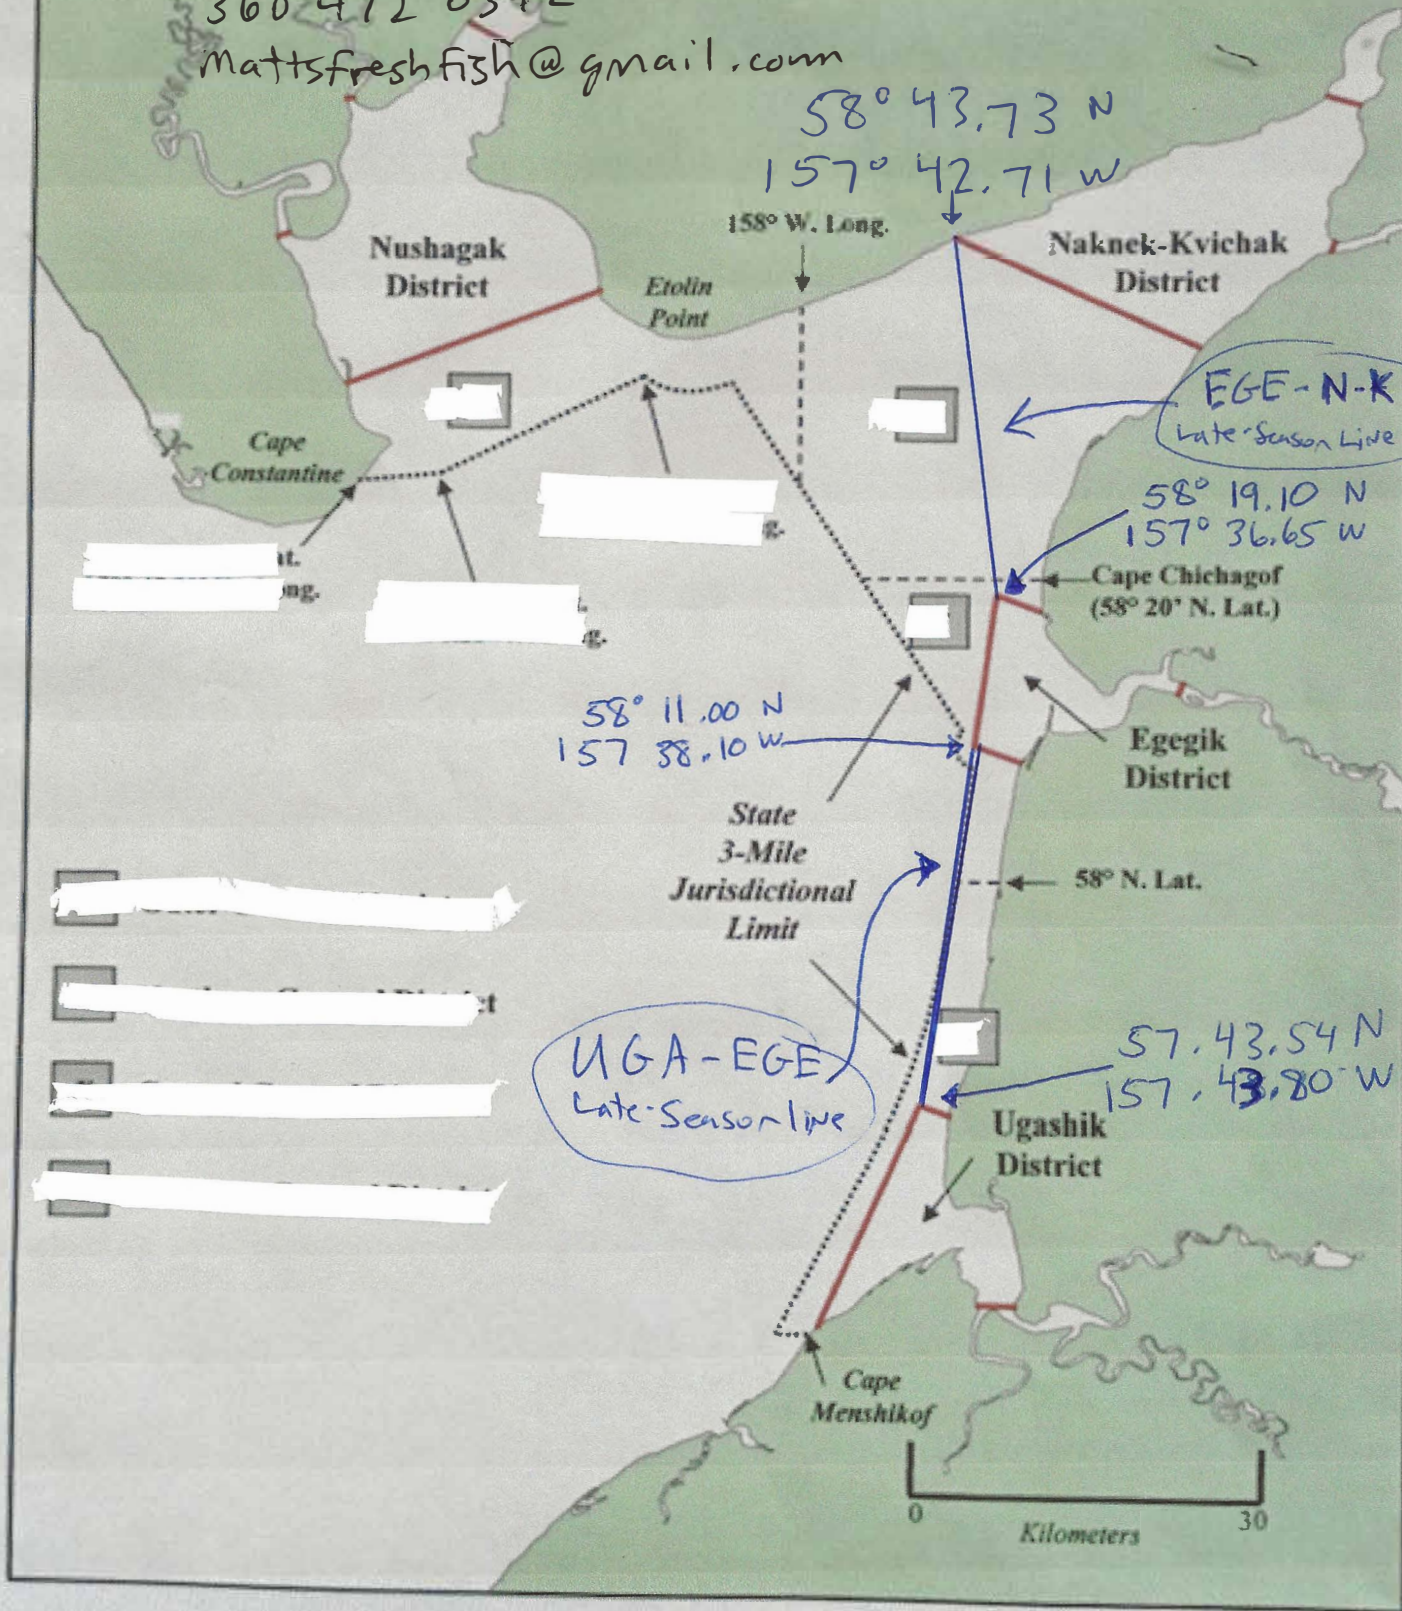 mattsfreshfish@gmail.com
58° 43.73 N
157° 42.71 W
158° W. Long.
Nushagak
District
Naknek-Kvichak
District
Etolin
Point
EGE-N-K
Late-Season Line
Cape
Constantine
58° 19.10 N
157° 36.65 W
g.
at.
ong.
g.
Cape Chichagof
(58° 20' N. Lat.)
58° 11.00 N
157 38.10 W
Egegik
District
State
3-Mile
Jurisdictional
Limit
58° N. Lat.
UGA-EGE
Late-Season line
57. 43.54 N
157. 43.80 W
Ugashik
District
Cape
Menshikof
0 30
Kilometers